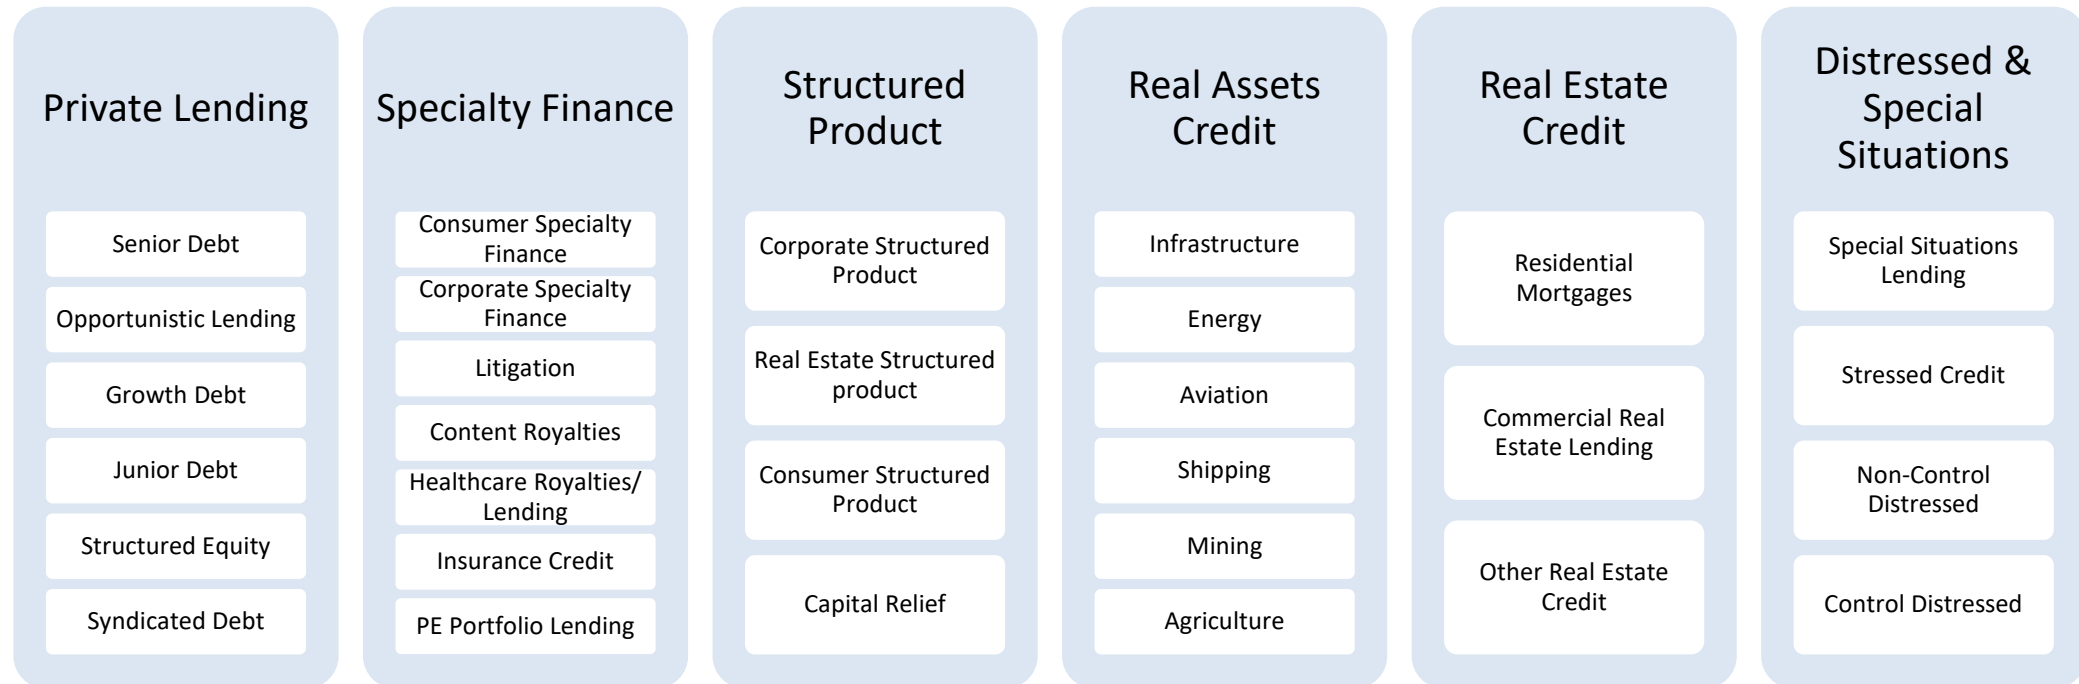 Private Lending
Senior Debt
Opportunistic Lending
Growth Debt
Junior Debt
Structured Equity
Syndicated Debt
Specialty Finance
Consumer Specialty
Finance
Corporate Specialty
Finance
Litigation
Content Royalties
Healthcare Royalties/
Lending
Insurance Credit
PE Portfolio Lending
Structured
Product
Corporate Structured
Product
Real Estate Structured
product
Consumer Structured
Product
Capital Relief
Real Assets
Credit
Infrastructure
Energy
Aviation
Shipping
Mining
Agriculture
Real Estate
Credit
Residential
Mortgages
Commercial Real
Estate Lending
Other Real Estate
Credit
Distressed &
Special
Situations
Special Situations
Lending
Stressed Credit
Non-Control
Distressed
Control Distressed